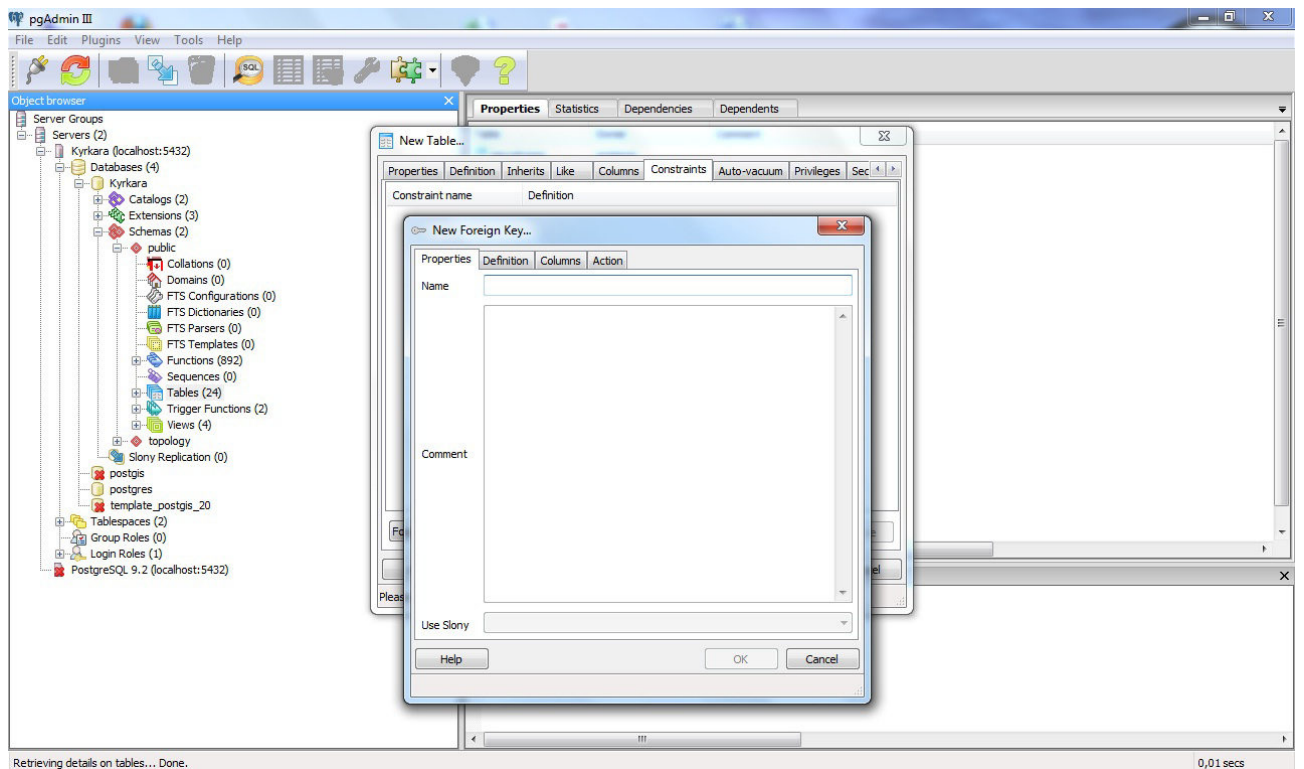 pgAdmin III
File Edit Plugins View Tools Help
SQL
Object browser
Server Groups
Servers (2)
Kyrkara (localhost:5432)
Databases (4)
Kyrkara
Catalogs (2)
Extensions (3)
Schemas (2)
public
Collations (0)
Domains (0)
FTS Configurations (0)
FTS Dictionaries (0)
FTS Parsers (0)
FTS Templates (0)
Functions (892)
Sequences (0)
Tables (24)
Trigger Functions (2)
Views (4)
topology
Slony Replication (0)
postgis
postgres
template_postgis_20
Tablespaces (2)
Group Roles (0)
Login Roles (1)
PostgreSQL 9.2 (localhost:5432)
Properties Statistics Dependencies Dependents
New Table...
Properties Definition Inherits Like Columns Constraints Auto-vacuum Privileges Sec
Constraint name Definition
New Foreign Key...
Properties Definition Columns Action
Name
Comment
Use Slony
Help OK Cancel
Fo
el
Pleas
Retrieving details on tables... Done. 0,01 secs